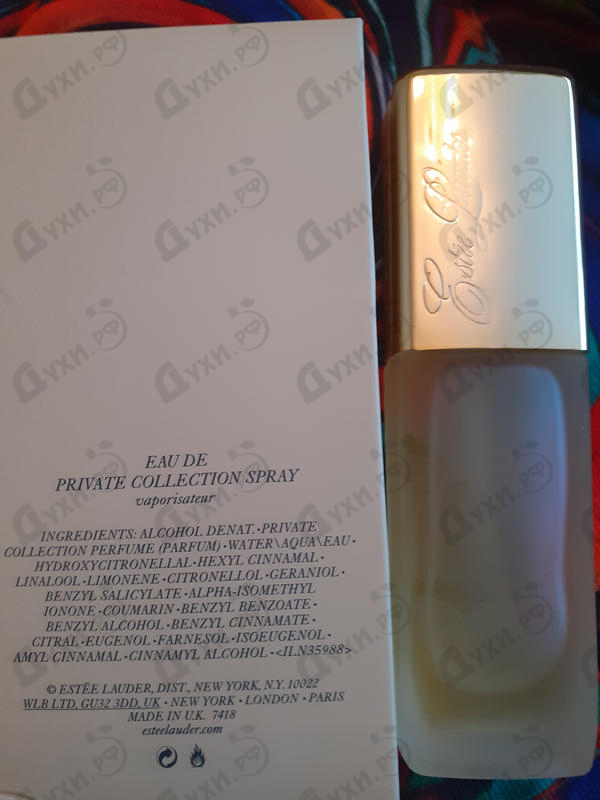 EAU DE
PRIVATE COLLECTION SPRAY
vaporisateur
INGREDIENTS: ALCOHOL DENAT.•PRIVATE
COLLECTION PERFUME (PARFUM)•WATER\AQUA\EAU•
HYDROXYCITRONELLAL•HEXYL CINNAMAL•
LINALOOL•LIMONENE•CITRONELLOL•GERANIOL•
BENZYL SALICYLATE•ALPHA-ISOMETHYL
IONONE•COUMARIN•BENZYL BENZOATE•
BENZYL ALCOHOL•BENZYL CINNAMATE•
CITRAL•EUGENOL•FARNESOL•ISOEUGENOL•
AMYL CINNAMAL•CINNAMYL ALCOHOL•<ILN35988>
© ESTĒE LAUDER, DIST., NEW YORK, N.Y. 10022
WLB LTD, GU32 3DD, UK • NEW YORK • LONDON • PARIS
MADE IN U.K. 7418
esteelauder.com
Estēe Lauder
Духи.рф